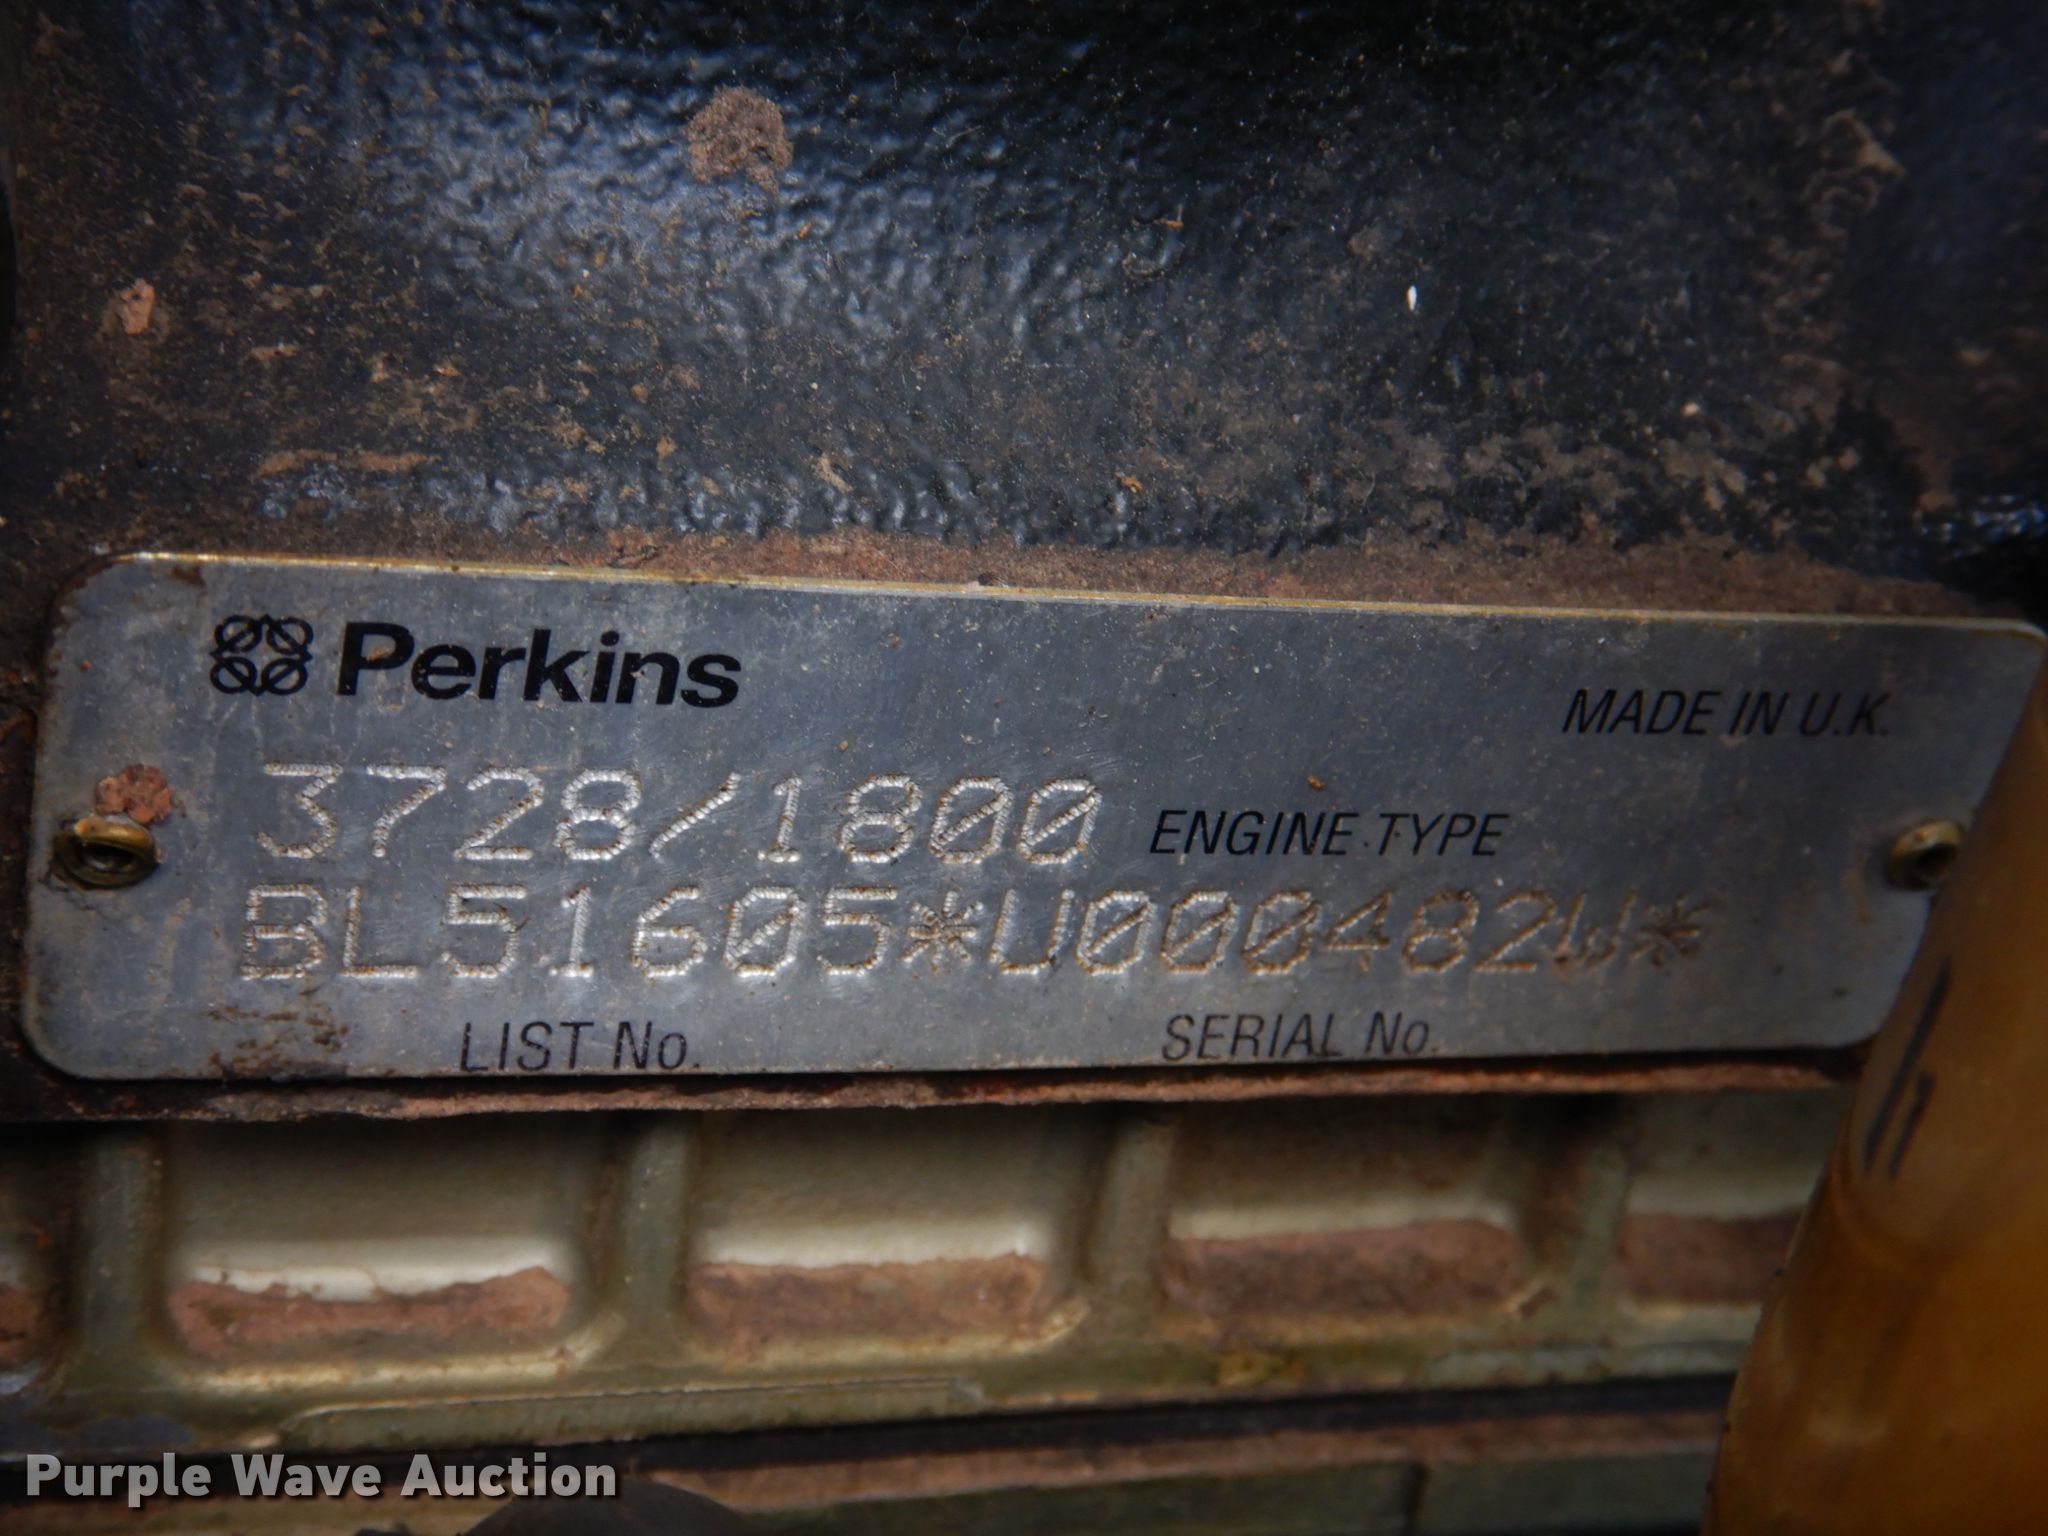 Perkins
MADE IN U.K.
3728/1800 ENGINE TYPE
BL51605*U000482W*
LIST No. SERIAL No.
Purple Wave Auction